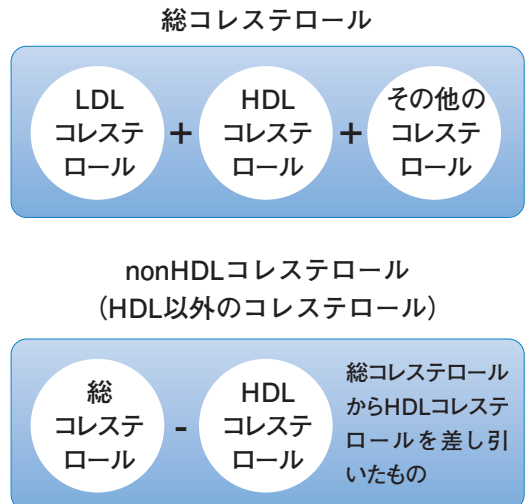 総コレステロール
LDL
コレステ
ロール
+
HDL
コレステ
ロール
+
その他の
コレステ
ロール
nonHDLコレステロール
（HDL以外のコレステロール）
総
コレステ
ロール
-
HDL
コレステ
ロール
総コレステロール
からHDLコレステ
ロールを差し引
いたもの